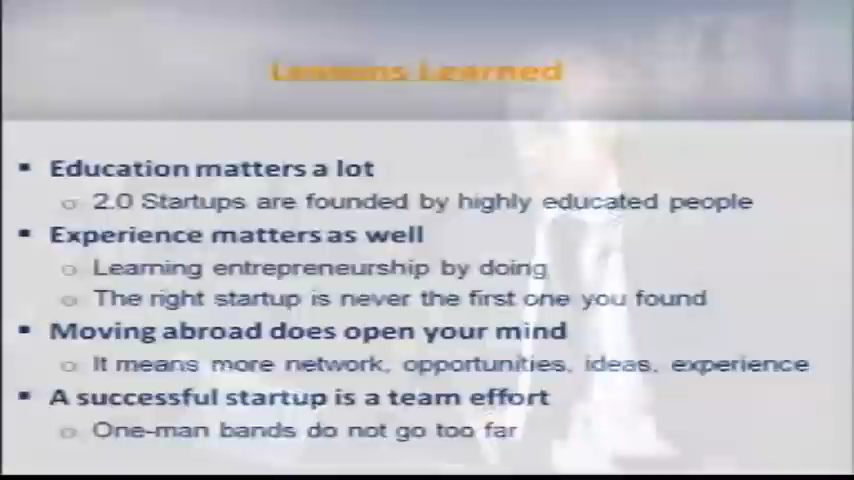 Lessons Learned
Education matters a lot
2.0 Startups are founded by highly educated people
Experience matters as well
Learning entrepreneurship by doing
The right startup is never the first one you found
Moving abroad does open your mind
It means more network, opportunities, ideas, experience
A successful startup is a team effort
One-man bands do not go too far